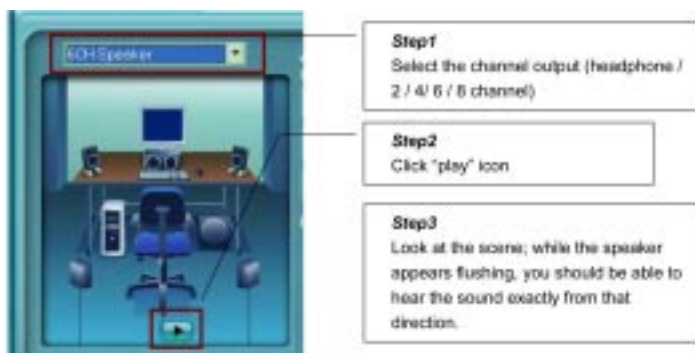 6CH Speaker
Step1
Select the channel output (headphone /
2 / 4/ 6 / 8 channel)
Step2
Click "play" icon
Step3
Look at the scene; while the speaker
appears flushing, you should be able to
hear the sound exactly from that
direction.